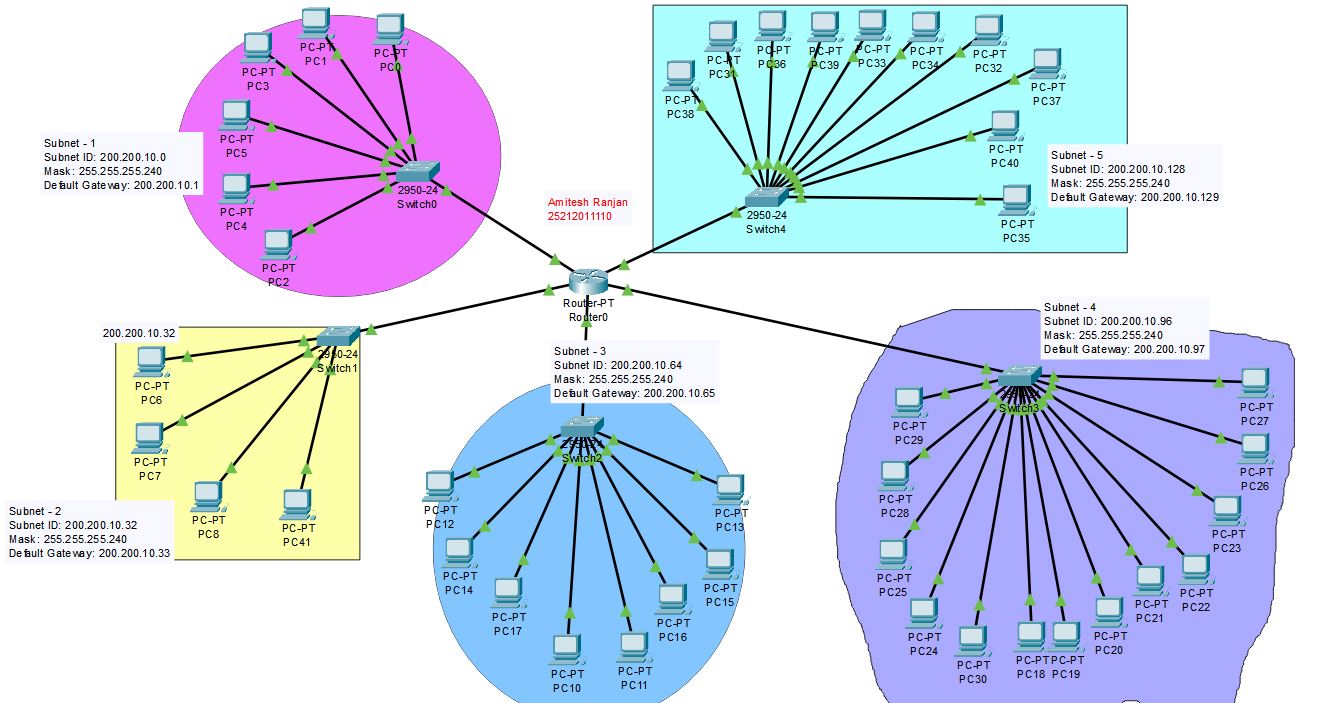 PC-PT
PC1
PC-PT
PC0
PC-PT
PC3
PC-PT
PC5
Subnet - 1
Subnet ID: 200.200.10.0
Mask: 255.255.255.240
Default Gateway: 200.200.10.1
PC-PT
PC4
2950-24
Switch0
PC-PT
PC2
Amitesh Ranjan
25212011110
PC-PT
PC38
PC-PT
PC31
PC-PT
PC36
PC-PT
PC39
PC-PT
PC33
PC-PT
PC34
PC-PT
PC32
PC-PT
PC37
PC-PT
PC40
PC-PT
PC35
2950-24
Switch4
Subnet - 5
Subnet ID: 200.200.10.128
Mask: 255.255.255.240
Default Gateway: 200.200.10.129
Router-PT
Router0
200.200.10.32
2950-24
Switch1
PC-PT
PC6
PC-PT
PC7
PC-PT
PC8
PC-PT
PC41
Subnet - 2
Subnet ID: 200.200.10.32
Mask: 255.255.255.240
Default Gateway: 200.200.10.33
Subnet - 3
Subnet ID: 200.200.10.64
Mask: 255.255.255.240
Default Gateway: 200.200.10.65
2950-24
Switch2
PC-PT
PC12
PC-PT
PC13
PC-PT
PC14
PC-PT
PC15
PC-PT
PC17
PC-PT
PC16
PC-PT
PC10
PC-PT
PC11
Subnet - 4
Subnet ID: 200.200.10.96
Mask: 255.255.255.240
Default Gateway: 200.200.10.97
2950-24
Switch3
PC-PT
PC29
PC-PT
PC27
PC-PT
PC28
PC-PT
PC26
PC-PT
PC25
PC-PT
PC23
PC-PT
PC24
PC-PT
PC30
PC-PT
PC18
PC-PT
PC19
PC-PT
PC20
PC-PT
PC21
PC-PT
PC22